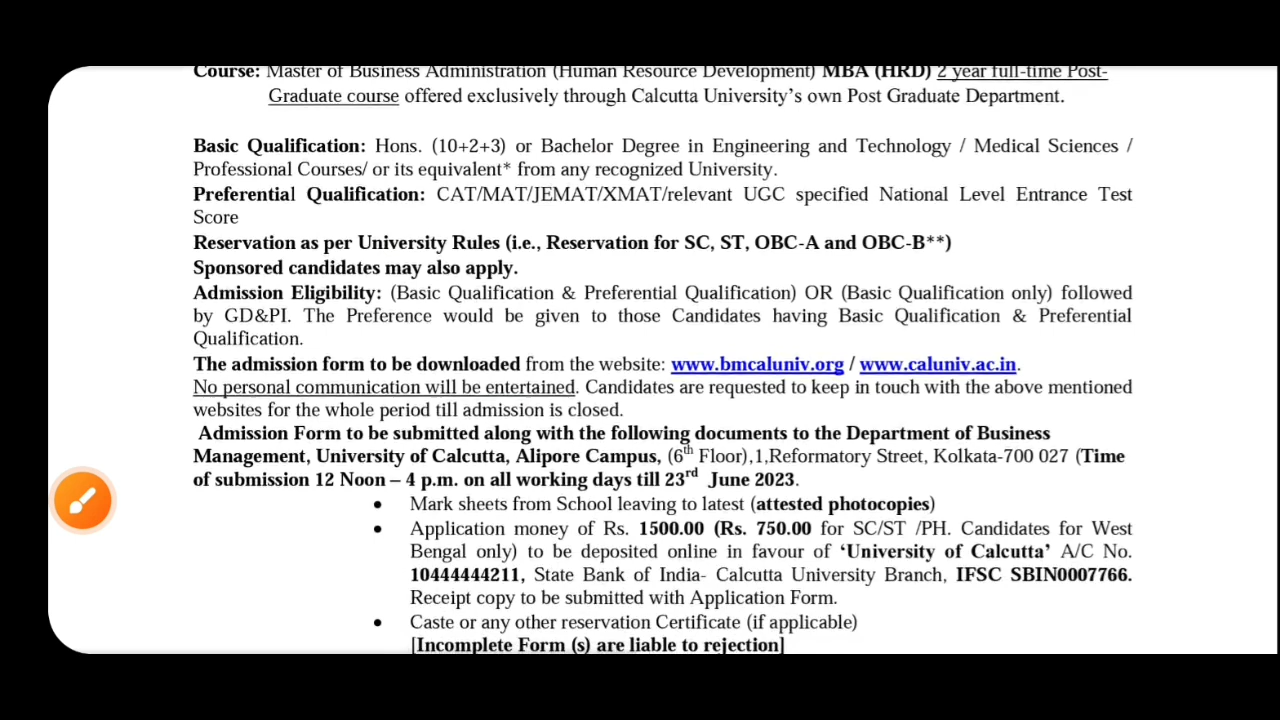 Course: Master of Business Administration (Human Resource Development) MBA (HRD) 2 year full-time Post-
Graduate course offered exclusively through Calcutta University's own Post Graduate Department.
Basic Qualification: Hons. (10+2+3) or Bachelor Degree in Engineering and Technology / Medical Sciences /
Professional Courses/ or its equivalent* from any recognized University.
Preferential Qualification: CAT/MAT/JEMAT/XMAT/relevant UGC specified National Level Entrance Test
Score
Reservation as per University Rules (i.e., Reservation for SC, ST, OBC-A and OBC-B**)
Sponsored candidates may also apply.
Admission Eligibility: (Basic Qualification & Preferential Qualification) OR (Basic Qualification only) followed
by GD&PI. The Preference would be given to those Candidates having Basic Qualification & Preferential
Qualification.
The admission form to be downloaded from the website: www.bmcaluniv.org / www.caluniv.ac.in.
No personal communication will be entertained. Candidates are requested to keep in touch with the above mentioned
websites for the whole period till admission is closed.
Admission Form to be submitted along with the following documents to the Department of Business
Management, University of Calcutta, Alipore Campus, (6th Floor),1,Reformatory Street, Kolkata-700 027 (Time
of submission 12 Noon – 4 p.m. on all working days till 23rd June 2023.
• Mark sheets from School leaving to latest (attested photocopies)
• Application money of Rs. 1500.00 (Rs. 750.00 for SC/ST /PH. Candidates for West
Bengal only) to be deposited online in favour of 'University of Calcutta' A/C No.
10444444211, State Bank of India- Calcutta University Branch, IFSC SBIN0007766.
Receipt copy to be submitted with Application Form.
• Caste or any other reservation Certificate (if applicable)
[Incomplete Form (s) are liable to rejection]